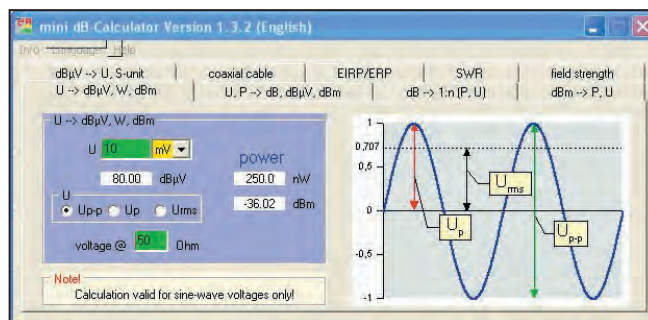 mini dB-Calculator Version 1.3.2 (English)
Info Language Help
dBµV -> U, S-unit coaxial cable EIRP/ERP SWR field strength
U -> dBµV, W, dBm U, P -> dB, dBµV, dBm dB -> 1:n (P, U) dBm -> P, U
U -> dBµV, W, dBm
U 10 mV
power
80.00 dBµV 250.0 nW
U
-36.02 dBm
Up-p Up Urms
voltage @ 50 Ohm
Note!
Calculation valid for sine-wave voltages only!
1
0,707
0,5
0
-0,5
-1
Urms
Up
Up-p